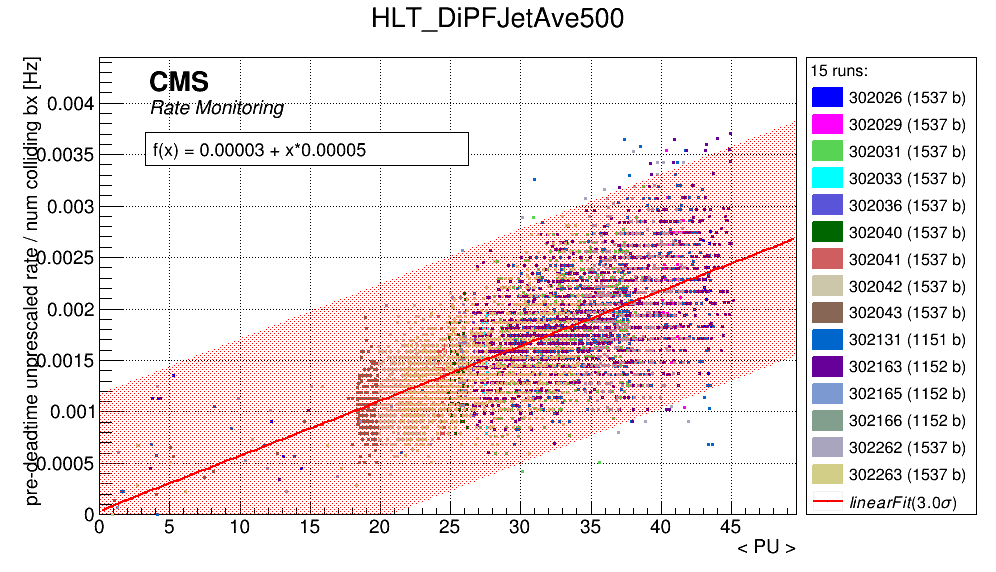 HLT_DiPFJetAve500
CMS
Rate Monitoring
f(x) = 0.00003 + x*0.00005
pre-deadtime unprescaled rate / num colliding bx [Hz]
0.004
0.0035
0.003
0.0025
0.002
0.0015
0.001
0.0005
0
0 5 10 15 20 25 30 35 40 45
< PU >
15 runs:
302026 (1537 b)
302029 (1537 b)
302031 (1537 b)
302033 (1537 b)
302036 (1537 b)
302040 (1537 b)
302041 (1537 b)
302042 (1537 b)
302043 (1537 b)
302131 (1151 b)
302163 (1152 b)
302165 (1152 b)
302166 (1152 b)
302262 (1537 b)
302263 (1537 b)
linearFit(3.0σ)